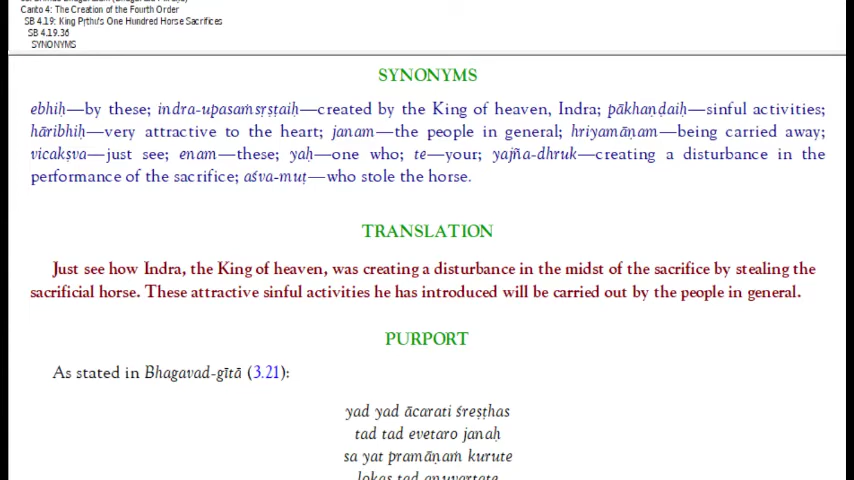 Canto 4: The Creation of the Fourth Order
SB 4.19: King Pṛthu's One Hundred Horse Sacrifices
SB 4.19.36
SYNONYMS
SYNONYMS
ebhiḥ—by these; indra-upasaṁsṛṣṭaiḥ—created by the King of heaven, Indra; pākhaṇḍaiḥ—sinful activities;
hāribhiḥ—very attractive to the heart; janam—the people in general; hriyamāṇam—being carried away;
vicakṣva—just see; enam—these; yaḥ—one who; te—your; yajña-dhruk—creating a disturbance in the
performance of the sacrifice; aśva-muṭ—who stole the horse.
TRANSLATION
Just see how Indra, the King of heaven, was creating a disturbance in the midst of the sacrifice by stealing the
sacrificial horse. These attractive sinful activities he has introduced will be carried out by the people in general.
PURPORT
As stated in Bhagavad-gītā (3.21):
yad yad ācarati śreṣṭhas
tad tad evetaro janaḥ
sa yat pramāṇaṁ kurute
lokas tad anuvartate